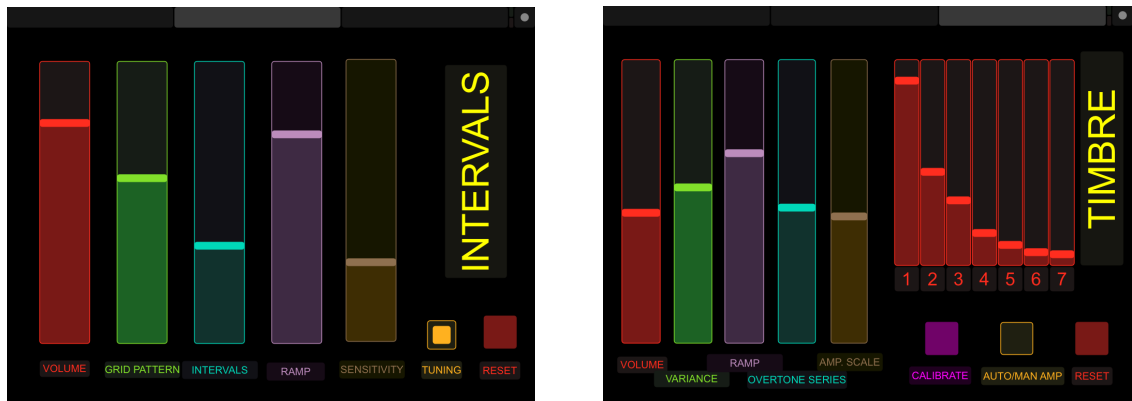 INTERVALS
VOLUME
GRID PATTERN
INTERVALS
RAMP
SENSITIVITY
TUNING
RESET
TIMBRE
1 2 3 4 5 6 7
VOLUME
VARIANCE
RAMP
OVERTONE SERIES
AMP. SCALE
CALIBRATE
AUTO/MAN AMP
RESET